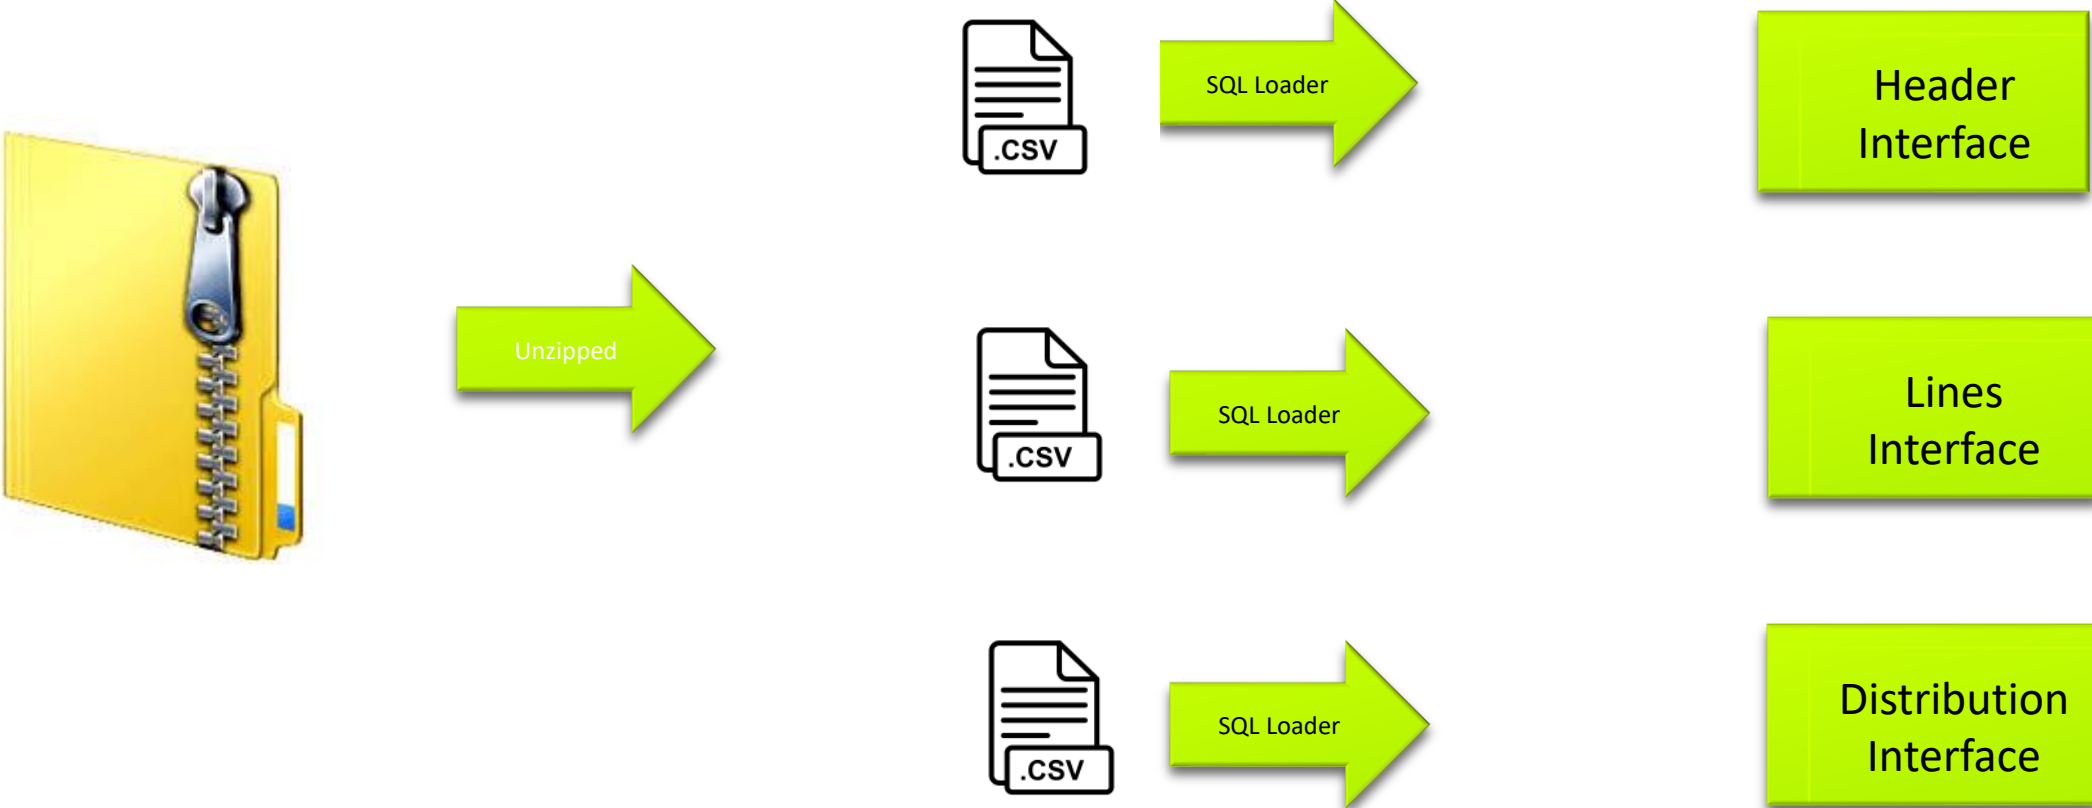 .CSV
SQL Loader
Header
Interface
Unzipped
.CSV
SQL Loader
Lines
Interface
.CSV
SQL Loader
Distribution
Interface